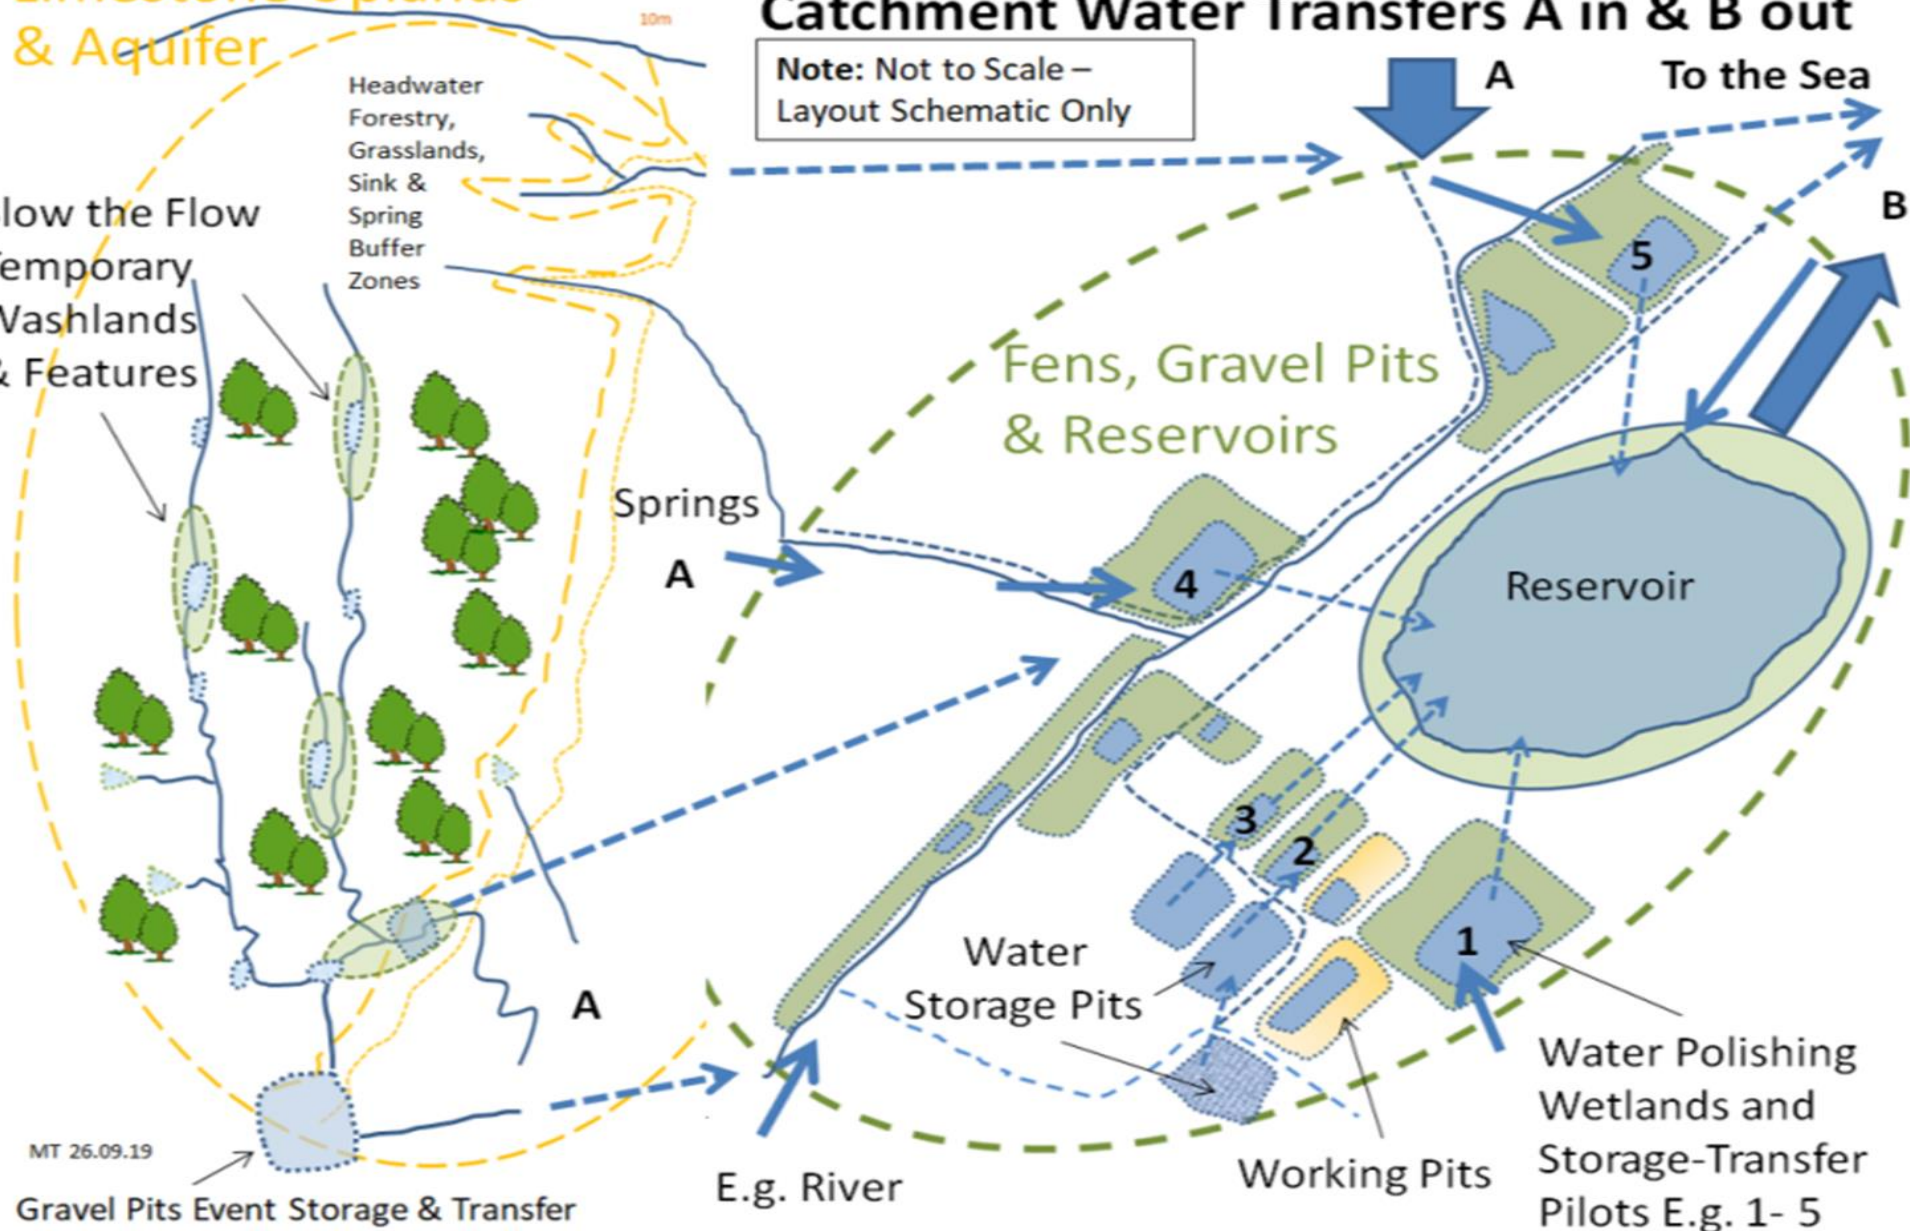 Limestone Uplands
& Aquifer
10m
Catchment Water Transfers A in & B out
Note: Not to Scale –
Layout Schematic Only
A
To the Sea
B
Headwater
Forestry,
Grasslands,
Sink &
Spring
Buffer
Zones
low the Flow
emporary
Washlands
& Features
5
Fens, Gravel Pits
& Reservoirs
Springs
A
4
Reservoir
3
2
1
A
Water
Storage Pits
Water Polishing
Wetlands and
Storage-Transfer
Pilots E.g. 1- 5
Working Pits
E.g. River
MT 26.09.19
Gravel Pits Event Storage & Transfer